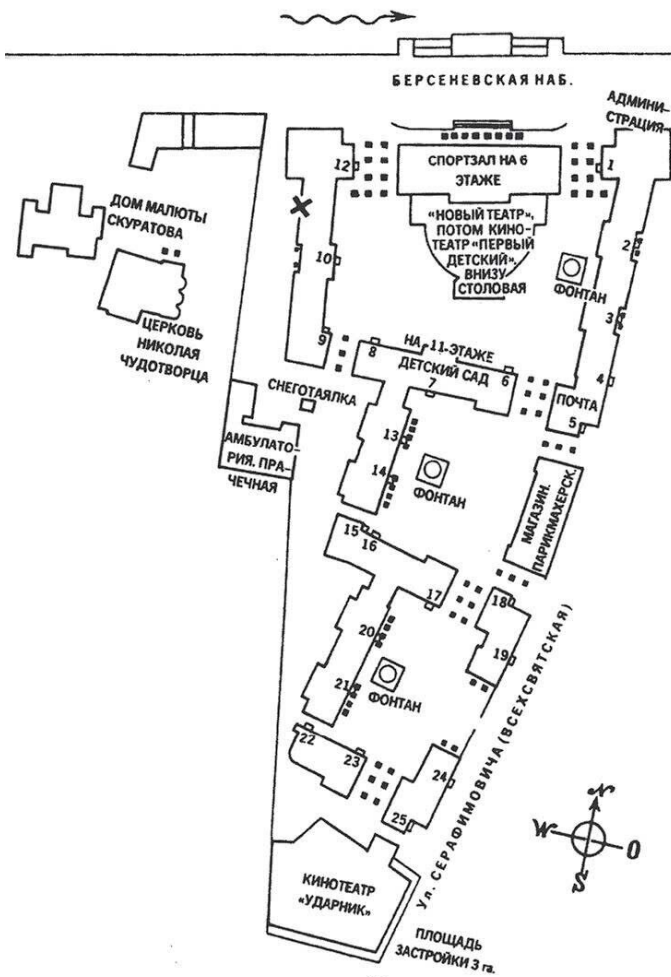 БЕРСЕНЕВСКАЯ НАБ.
АДМИНИ-
СТРАЦИЯ
12
СПОРТЗАЛ НА 6
ЭТАЖЕ
1
ДОМ МАЛЮТЫ
СКУРАТОВА
«НОВЫЙ ТЕАТР»,
ПОТОМ КИНО-
ТЕАТР "ПЕРВЫЙ
ДЕТСКИЙ".
ВНИЗУ
СТОЛОВАЯ
2
10
ФОНТАН
3
ЦЕРКОВЬ
НИКОЛАЯ
ЧУДОТВОРЦА
9
8
НА 11-ЭТАЖЕ
ДЕТСКИЙ САД
7
6
4
ПОЧТА
5
СНЕГОТАЯЛКА
АМБУЛАТО-
РИЯ. ПРА-
ЧЕЧНАЯ
13
14
ФОНТАН
МАГАЗИН.
ПАРИКМАХЕРСК.
15
16
17
18
19
20
21
ФОНТАН
22
23
24
25
Ул. СЕРАФИМОВИЧА (ВСЕХСВЯТСКАЯ)
N
W
O
S
КИНОТЕАТР
«УДАРНИК»
ПЛОЩАДЬ
ЗАСТРОЙКИ 3 га.